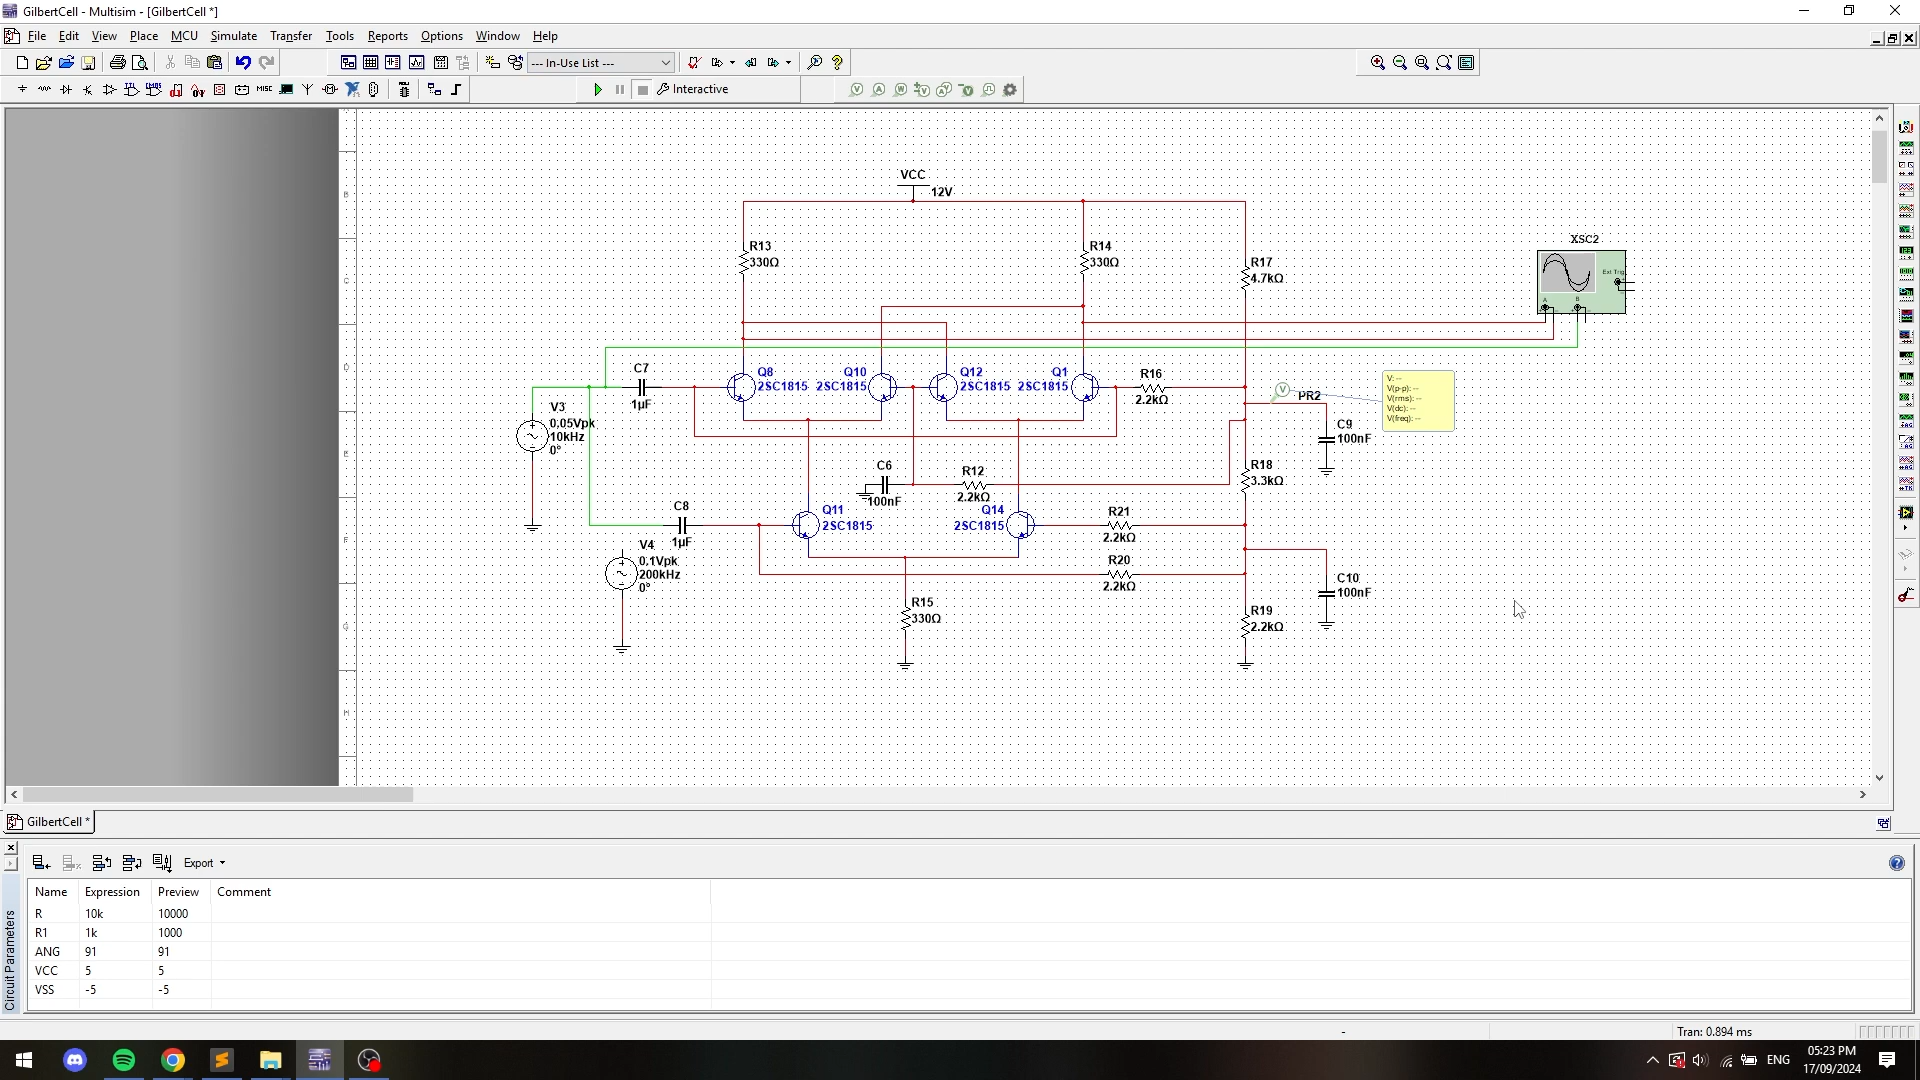 GilbertCell - Multisim - [GilbertCell *]
File Edit View Place MCU Simulate Transfer Tools Reports Options Window Help
--- In-Use List ---
Interactive
VCC
12V
R13
330Ω
R14
330Ω
R17
4.7kΩ
XSC2
Ext Trig
A
B
C7
1µF
Q8
2SC1815
Q10
2SC1815
Q12
2SC1815
Q1
2SC1815
R16
2.2kΩ
V
PR2
V: --
V(p-p): --
V(rms): --
V(dc): --
V(freq): --
V3
0.05Vpk
10kHz
0°
C9
100nF
C6
100nF
R12
2.2kΩ
R18
3.3kΩ
C8
1µF
Q11
2SC1815
Q14
2SC1815
R21
2.2kΩ
V4
0.1Vpk
200kHz
0°
R20
2.2kΩ
C10
100nF
R15
330Ω
R19
2.2kΩ
B
C
D
E
F
G
H
GilbertCell *
Export
Circuit Parameters
Name Expression Preview Comment
R 10k 10000
R1 1k 1000
ANG 91 91
VCC 5 5
VSS -5 -5
-
Tran: 0.894 ms
ENG
05:23 PM
17/09/2024